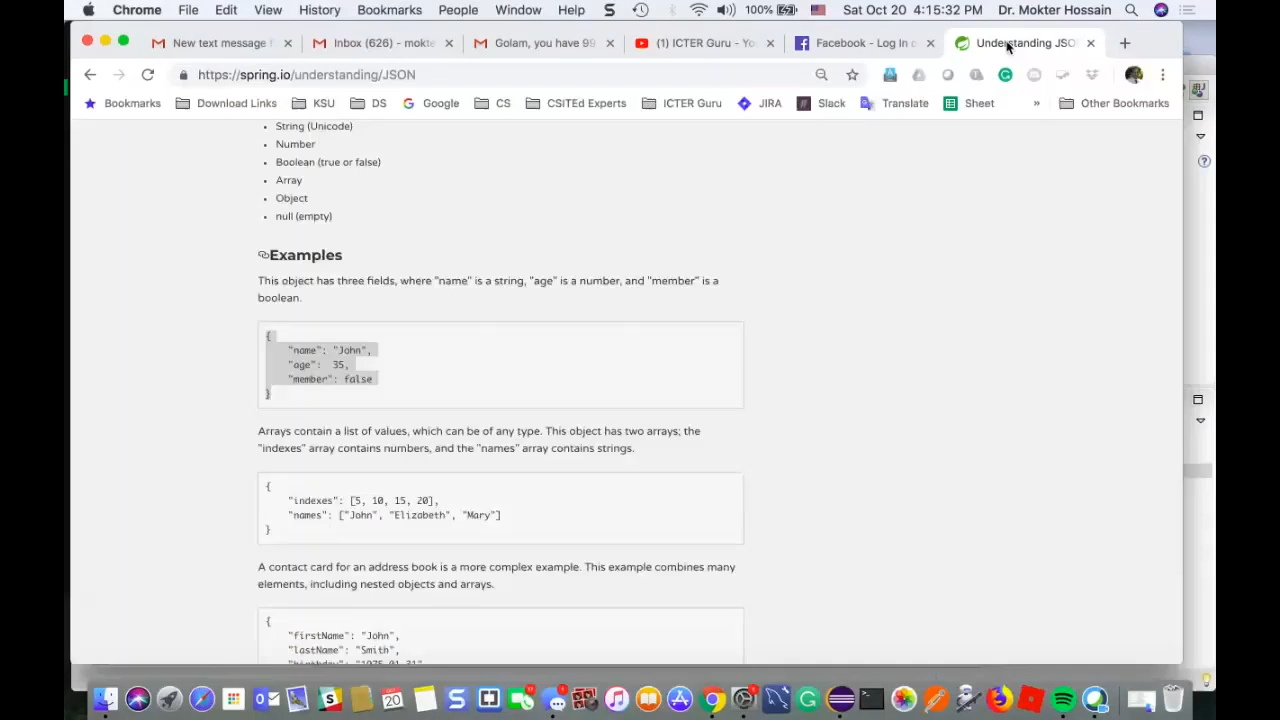 Chrome File Edit View History Bookmarks People Window Help 100% Sat Oct 20 4:15:32 PM Dr. Mokter Hossain
New text message f Inbox (626) - mokte Golam, you have 99 (1) ICTER Guru - Yo Facebook - Log In o Understanding JSO
https://spring.io/understanding/JSON
Bookmarks Download Links KSU DS Google CS CSITEd Experts ICTER Guru JIRA Slack Translate Sheet » Other Bookmarks
• String (Unicode)
• Number
• Boolean (true or false)
• Array
• Object
• null (empty)
Examples
This object has three fields, where "name" is a string, "age" is a number, and "member" is a
boolean.
{
"name": "John",
"age": 35,
"member": false
}
Arrays contain a list of values, which can be of any type. This object has two arrays; the
"indexes" array contains numbers, and the "names" array contains strings.
{
"indexes": [5, 10, 15, 20],
"names": ["John", "Elizabeth", "Mary"]
}
A contact card for an address book is a more complex example. This example combines many
elements, including nested objects and arrays.
{
"firstName": "John",
"lastName": "Smith",